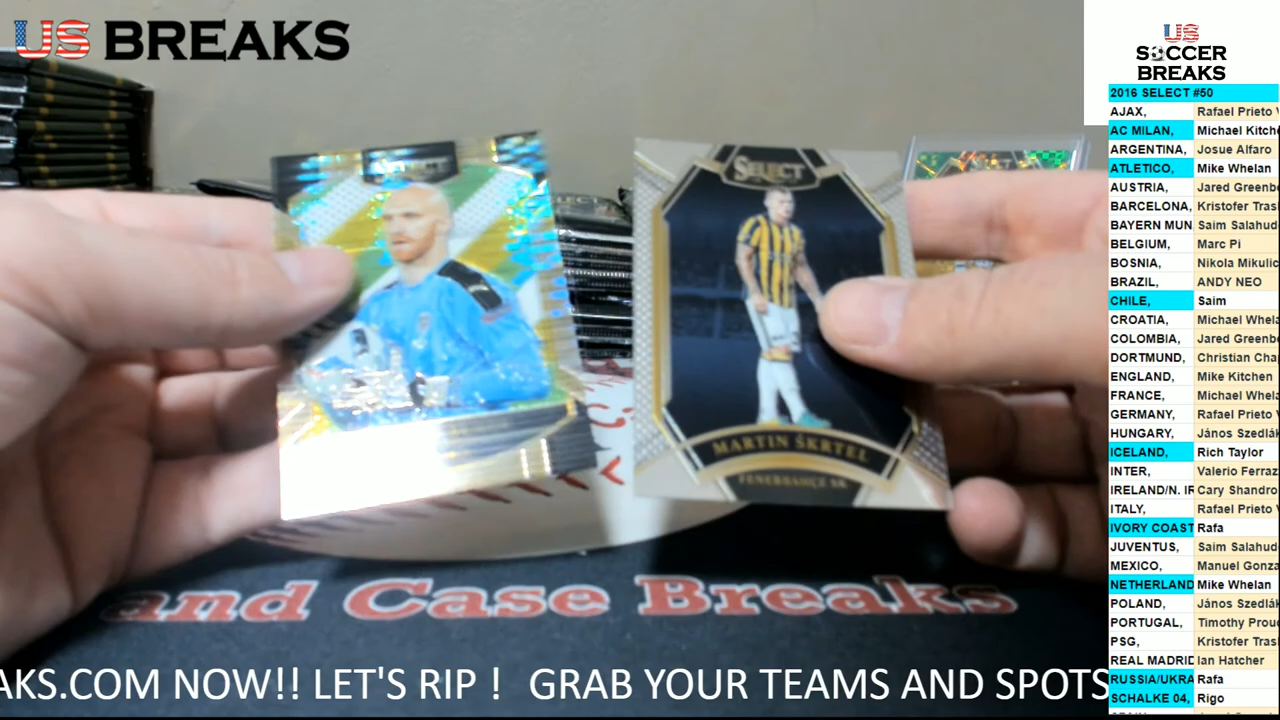 US BREAKS
US
SOCCER
BREAKS
2016 SELECT #50
AJAX, Rafael Prieto V
AC MILAN, Michael Kitche
ARGENTINA, Josue Alfaro
ATLETICO, Mike Whelan
AUSTRIA, Jared Greenb
BARCELONA, Kristofer Tras
BAYERN MUN Saim Salahud
BELGIUM, Marc Pi
BOSNIA, Nikola Mikulic
BRAZIL, ANDY NEO
CHILE, Saim
CROATIA, Michael Whela
COLOMBIA, Jared Greenb
DORTMUND, Christian Cha
ENGLAND, Mike Kitchen
FRANCE, Michael Whela
GERMANY, Rafael Prieto
HUNGARY, János Szedlák
ICELAND, Rich Taylor
INTER, Valerio Ferraz
IRELAND/N. IR Cary Shandro
ITALY, Rafael Prieto V
IVORY COAST Rafa
JUVENTUS, Saim Salahud
MEXICO, Manuel Gonza
NETHERLAND Mike Whelan
POLAND, János Szedlák
PORTUGAL, Timothy Prou
PSG, Kristofer Tras
REAL MADRID Ian Hatcher
RUSSIA/UKRA Rafa
SCHALKE 04, Rigo
SELECT
SELECT
MARTIN ŠKRTEL
FENERBAHÇE SK
and Case Breaks
AKS.COM NOW!! LET'S RIP ! GRAB YOUR TEAMS AND SPOTS